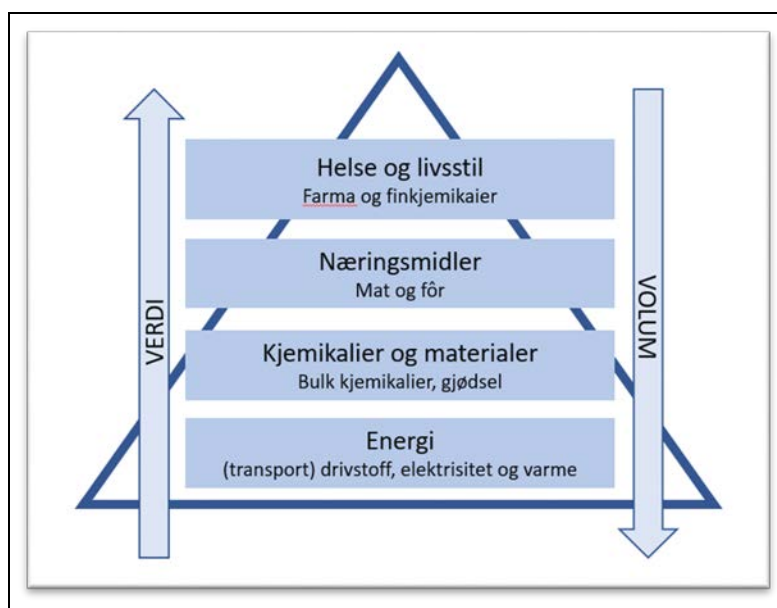 Helse og livsstil
Farma og finkjemikaier
Næringsmidler
Mat og fôr
Kjemikalier og materialer
Bulk kjemikalier, gjødsel
Energi
(transport) drivstoff, elektrisitet og varme
VERDI
VOLUM